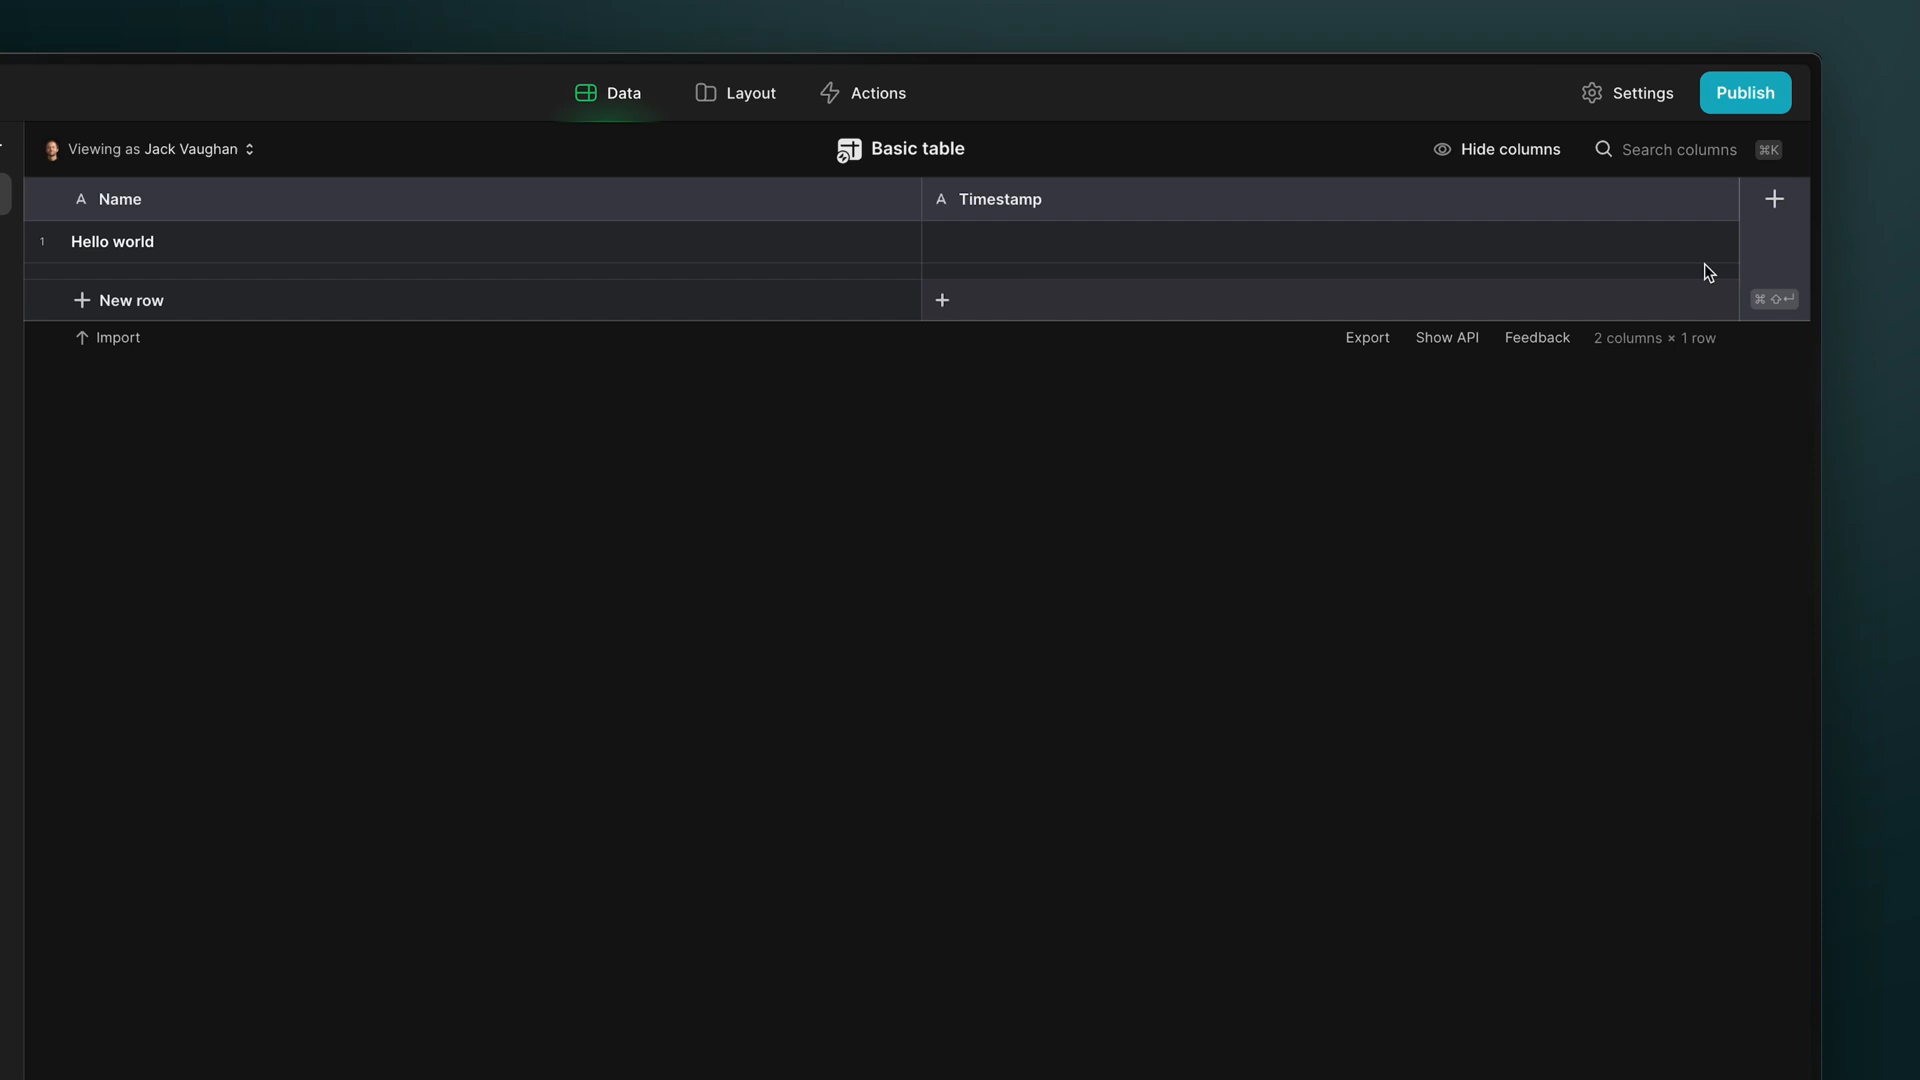 Data
Layout
Actions
Settings
Publish
Viewing as Jack Vaughan
Basic table
Hide columns
Search columns
⌘K
A Name
A Timestamp
1
Hello world
New row
⌘⇧↵
Import
Export
Show API
Feedback
2 columns × 1 row